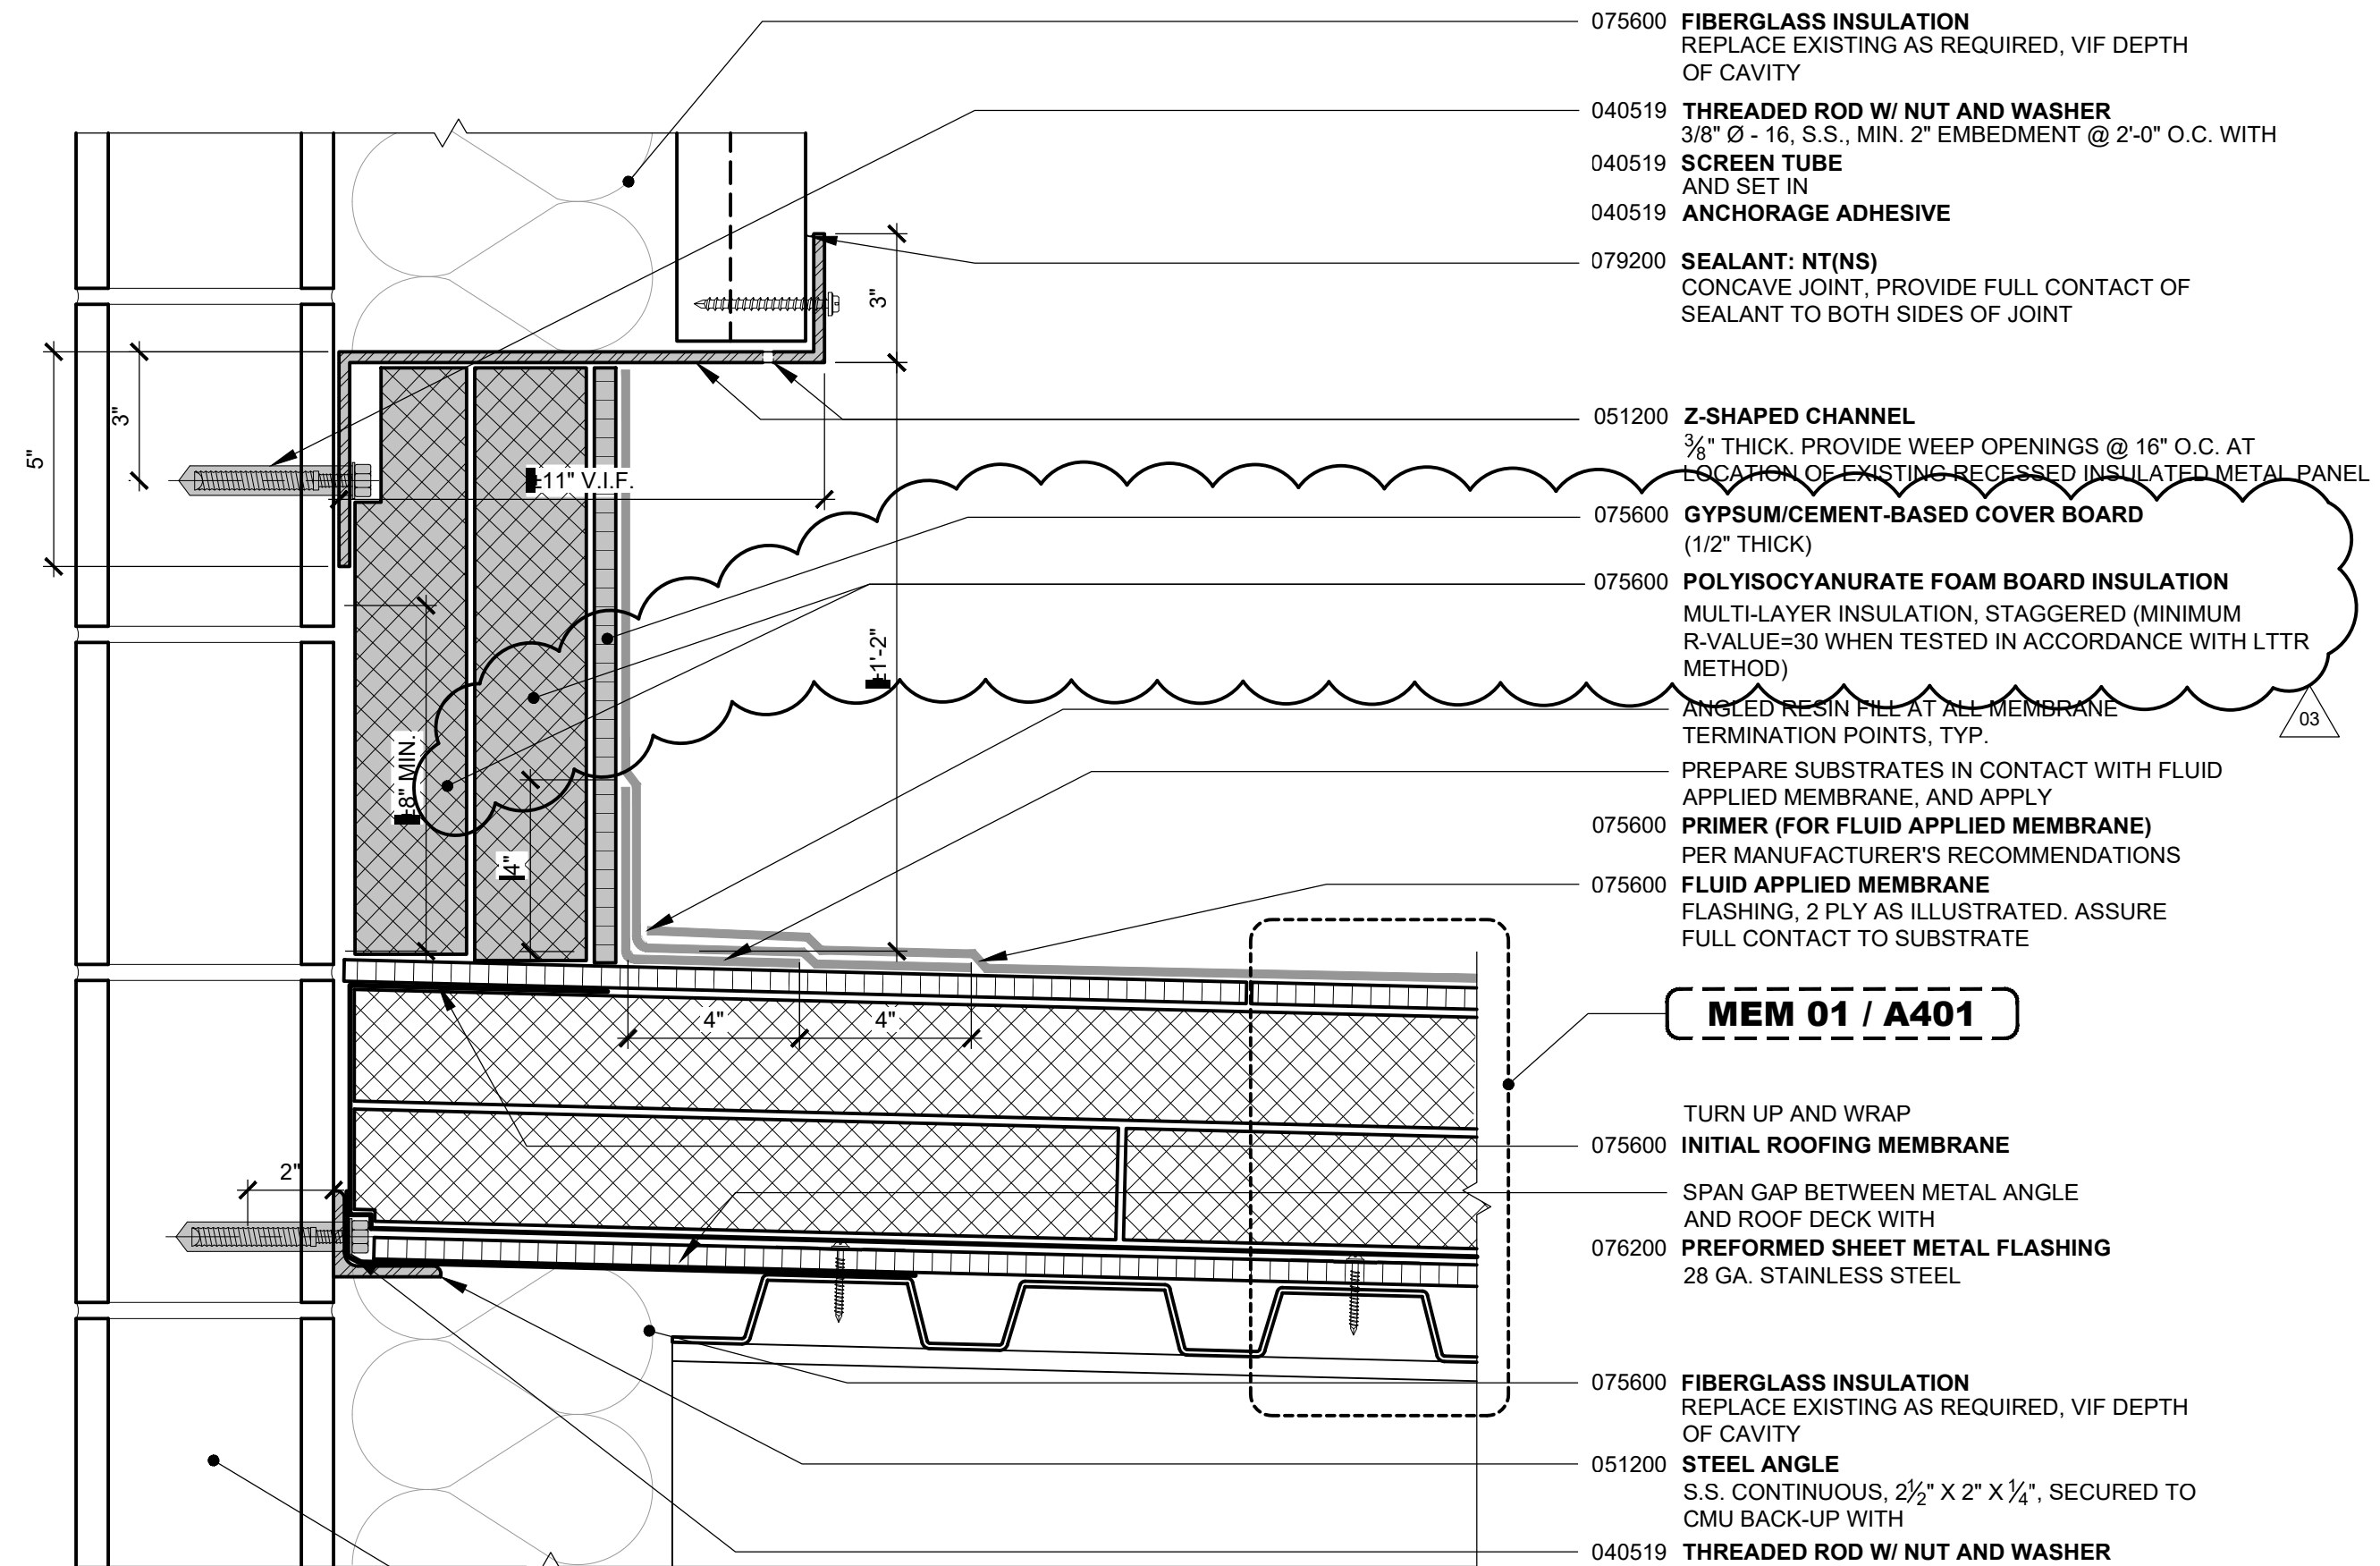 075600 FIBERGLASS INSULATION
REPLACE EXISTING AS REQUIRED, VIF DEPTH
OF CAVITY
040519 THREADED ROD W/ NUT AND WASHER
3/8" Ø - 16, S.S., MIN. 2" EMBEDMENT @ 2'-0" O.C. WITH
040519 SCREEN TUBE
AND SET IN
040519 ANCHORAGE ADHESIVE
079200 SEALANT: NT(NS)
CONCAVE JOINT, PROVIDE FULL CONTACT OF
SEALANT TO BOTH SIDES OF JOINT
3"
051200 Z-SHAPED CHANNEL
3⁄8" THICK. PROVIDE WEEP OPENINGS @ 16" O.C. AT
LOCATION OF EXISTING RECESSED INSULATED METAL PANEL
3"
5"
±11" V.I.F.
075600 GYPSUM/CEMENT-BASED COVER BOARD
(1/2" THICK)
075600 POLYISOCYANURATE FOAM BOARD INSULATION
MULTI-LAYER INSULATION, STAGGERED (MINIMUM
R-VALUE=30 WHEN TESTED IN ACCORDANCE WITH LTTR
METHOD)
±1'-2"
03
ANGLED RESIN FILL AT ALL MEMBRANE
TERMINATION POINTS, TYP.
±8" MIN.
PREPARE SUBSTRATES IN CONTACT WITH FLUID
APPLIED MEMBRANE, AND APPLY
075600 PRIMER (FOR FLUID APPLIED MEMBRANE)
PER MANUFACTURER'S RECOMMENDATIONS
4"
075600 FLUID APPLIED MEMBRANE
FLASHING, 2 PLY AS ILLUSTRATED. ASSURE
FULL CONTACT TO SUBSTRATE
MEM 01 / A401
4" 4"
TURN UP AND WRAP
075600 INITIAL ROOFING MEMBRANE
2"
SPAN GAP BETWEEN METAL ANGLE
AND ROOF DECK WITH
076200 PREFORMED SHEET METAL FLASHING
28 GA. STAINLESS STEEL
075600 FIBERGLASS INSULATION
REPLACE EXISTING AS REQUIRED, VIF DEPTH
OF CAVITY
051200 STEEL ANGLE
S.S. CONTINUOUS, 2½" X 2" X ¼", SECURED TO
CMU BACK-UP WITH
040519 THREADED ROD W/ NUT AND WASHER